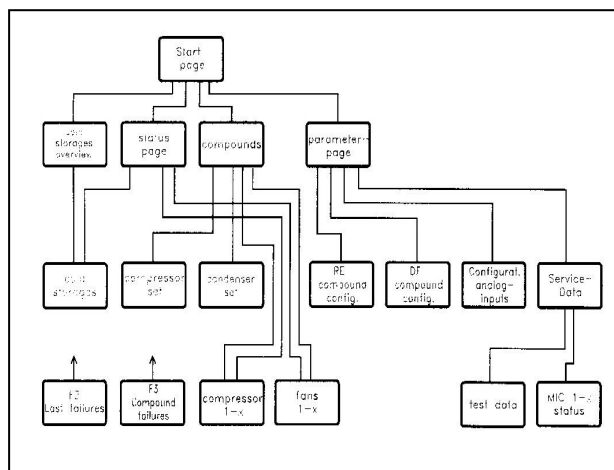 Start
page
cold
storages
overview
status
page
compounds
parameter-
page
cold
storages
compressor
set
condenser
set
RE
compound
config.
DF
compound
config.
Configurat.
analog-
inputs
Service-
Data
Last failures
F3
Compound
failures
compressor
1-x
fans
1-x
test data
MIC 1-x
status